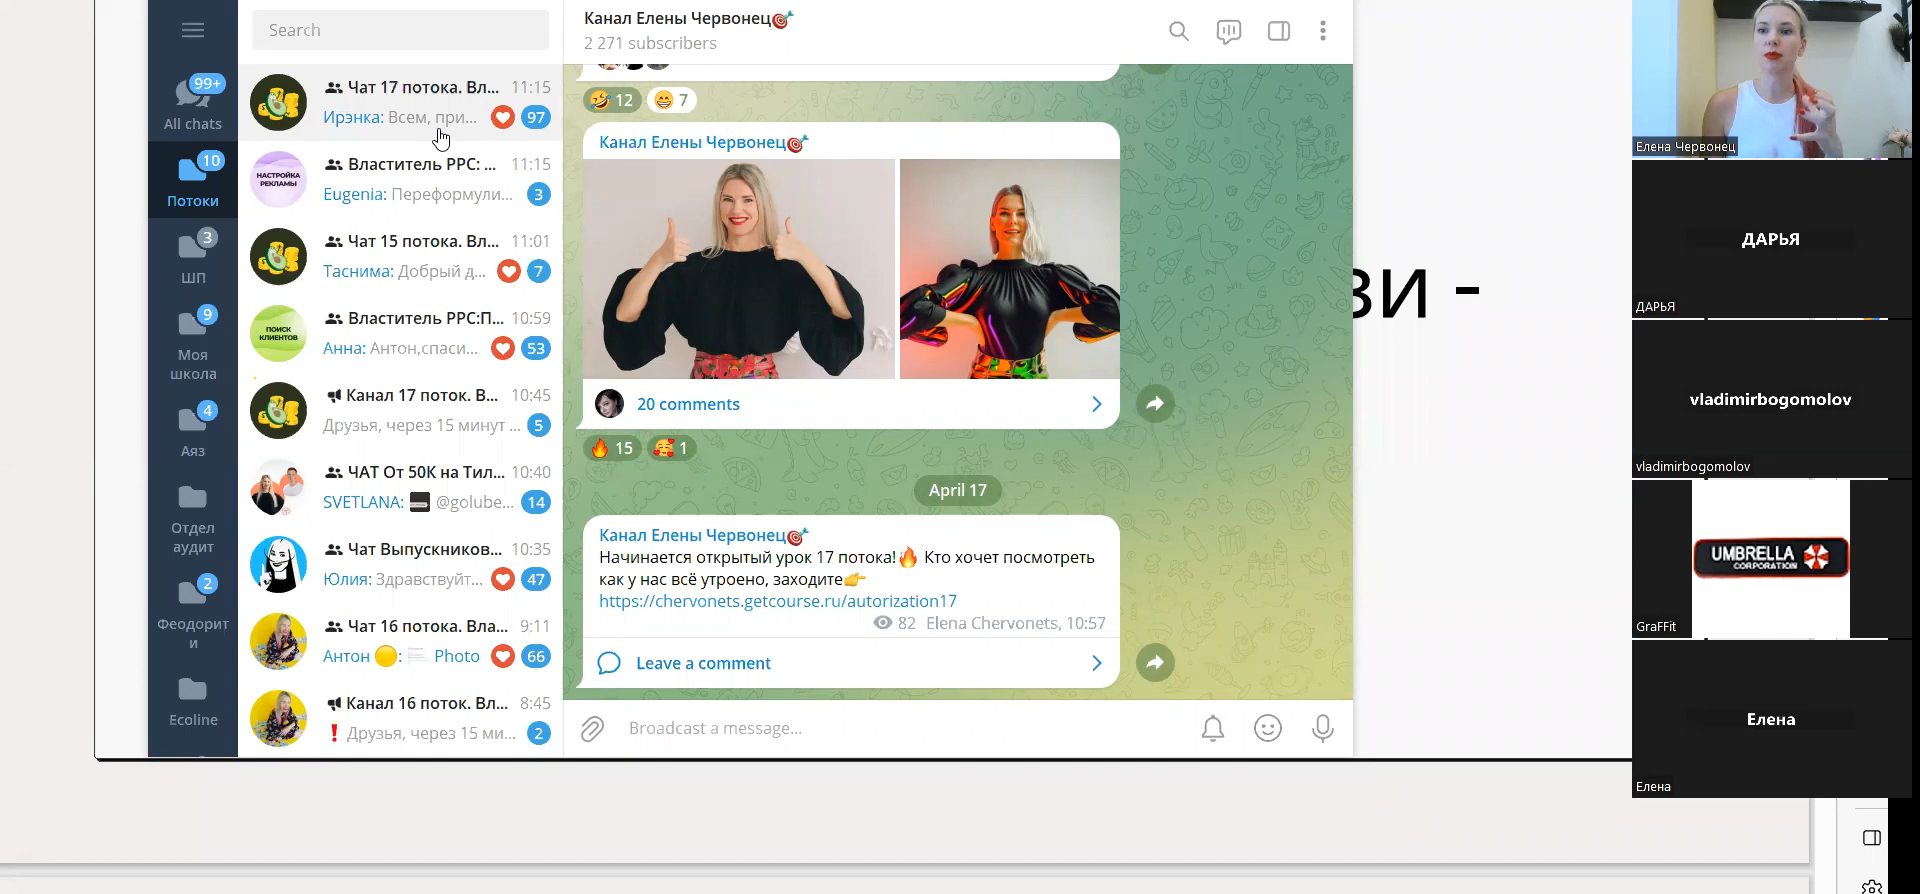 99+
All chats
10
Потоки
3
ШП
9
Моя
школа
4
Аяз
Отдел
аудит
2
Феодорит
и
Ecoline
Search
Чат 17 потока. Вл... 11:15
Ирэнка: Всем, при... 97
НАСТРОЙКА
РЕКЛАМЫ
Властитель РРС: ... 11:15
Eugenia: Переформули... 3
Чат 15 потока. Вл... 11:01
Таснима: Добрый д... 7
ПОИСК
КЛИЕНТОВ
Властитель РРС:П... 10:59
Анна: Антон,спаси... 53
Канал 17 поток. В... 10:45
Друзья, через 15 минут ... 5
ЧАТ От 50К на Тил... 10:40
SVETLANA: @golube... 14
Чат Выпускников... 10:35
Юлия: Здравствуйт... 47
Чат 16 потока. Вла... 9:11
Антон 🟡: Photo 66
Канал 16 поток. Вл... 8:45
❗ Друзья, через 15 ми... 2
Канал Елены Червонец🎯
2 271 subscribers
🤣 12 😁 7
Канал Елены Червонец🎯
20 comments
🔥 15 🥰 1
April 17
Канал Елены Червонец🎯
Начинается открытый урок 17 потока!🔥 Кто хочет посмотреть
как у нас всё утроено, заходите👉
https://chervonets.getcourse.ru/autorization17
82 Elena Chervonets, 10:57
Leave a comment
Broadcast a message...
зи -
Елена Червонец
ДАРЬЯ
ДАРЬЯ
vladimirbogomolov
vladimirbogomolov
UMBRELLA
CORPORATION
GraFFit
Елена
Елена